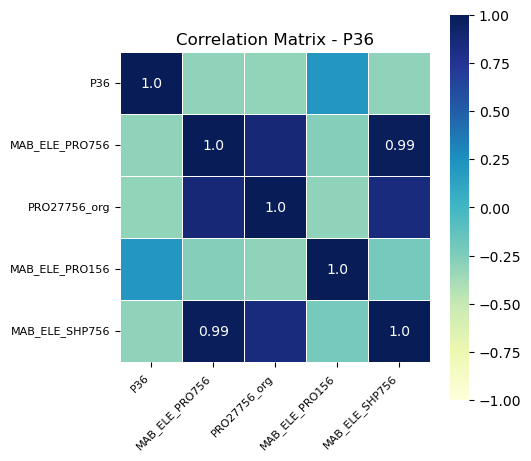 Correlation Matrix - P36
P36
MAB_ELE_PRO756
PRO27756_org
MAB_ELE_PRO156
MAB_ELE_SHP756
1.0
1.0
0.99
1.0
1.0
0.99
1.0
P36
MAB_ELE_PRO756
PRO27756_org
MAB_ELE_PRO156
MAB_ELE_SHP756
1.00
0.75
0.50
0.25
0.00
−0.25
−0.50
−0.75
−1.00